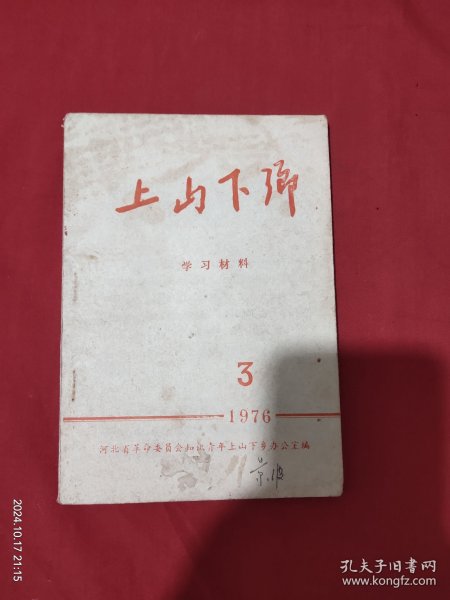 上山下乡
学习材料
3
1976
河北省革命委员会知识青年上山下乡办公室编
2024.10.17 21:15
孔夫子旧书网
www.kongfz.com